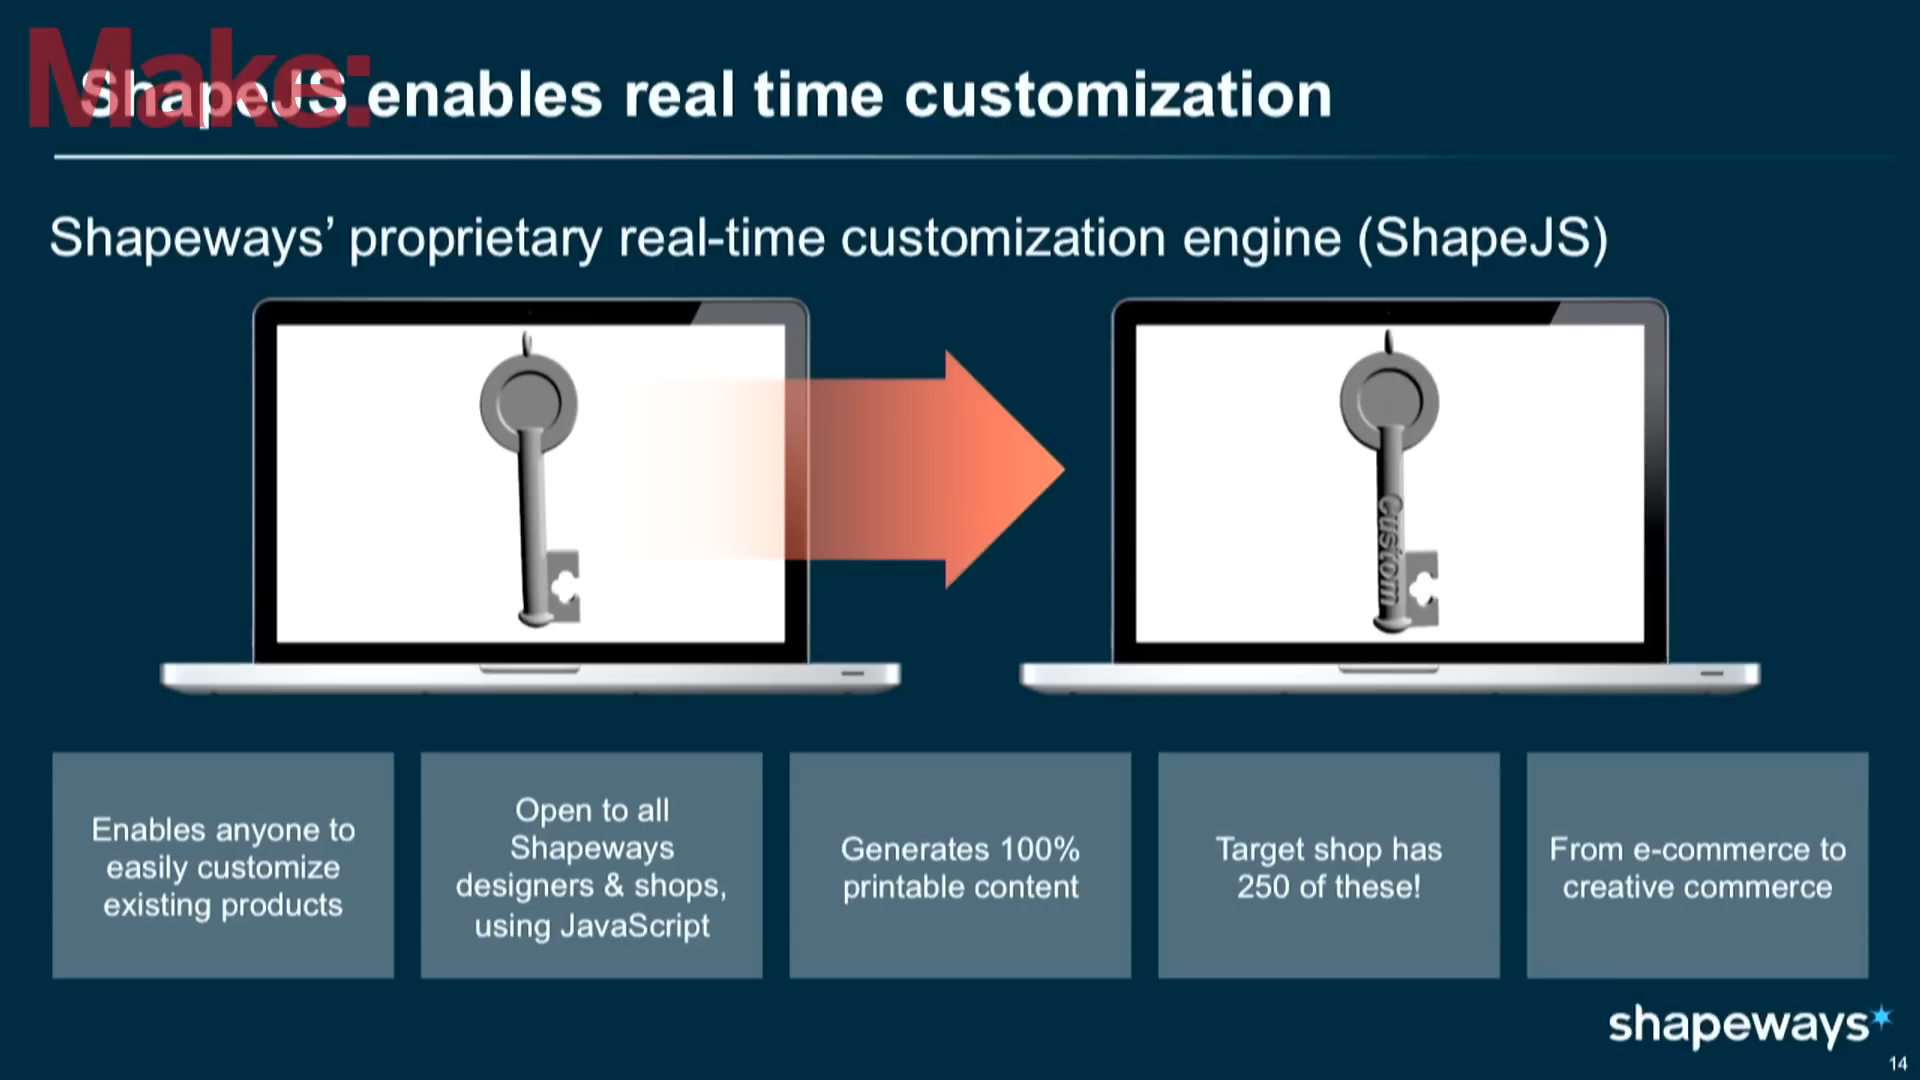 Make:
ShapeJS enables real time customization
Shapeways’ proprietary real-time customization engine (ShapeJS)
Custom
Enables anyone to
easily customize
existing products
Open to all
Shapeways
designers & shops,
using JavaScript
Generates 100%
printable content
Target shop has
250 of these!
From e-commerce to
creative commerce
shapeways
14